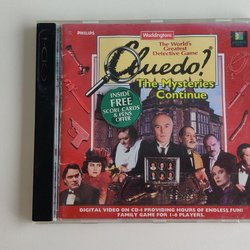 PHILIPS
Waddingtons
The World's
Greatest
Detective Game
Cluedo!
The Mysteries
Continue
INSIDE
FREE
SCORE CARDS
& PENS
OFFER
DIGITAL VIDEO ON CD-i PROVIDING HOURS OF ENDLESS FUN!
FAMILY GAME FOR 1-6 PLAYERS.